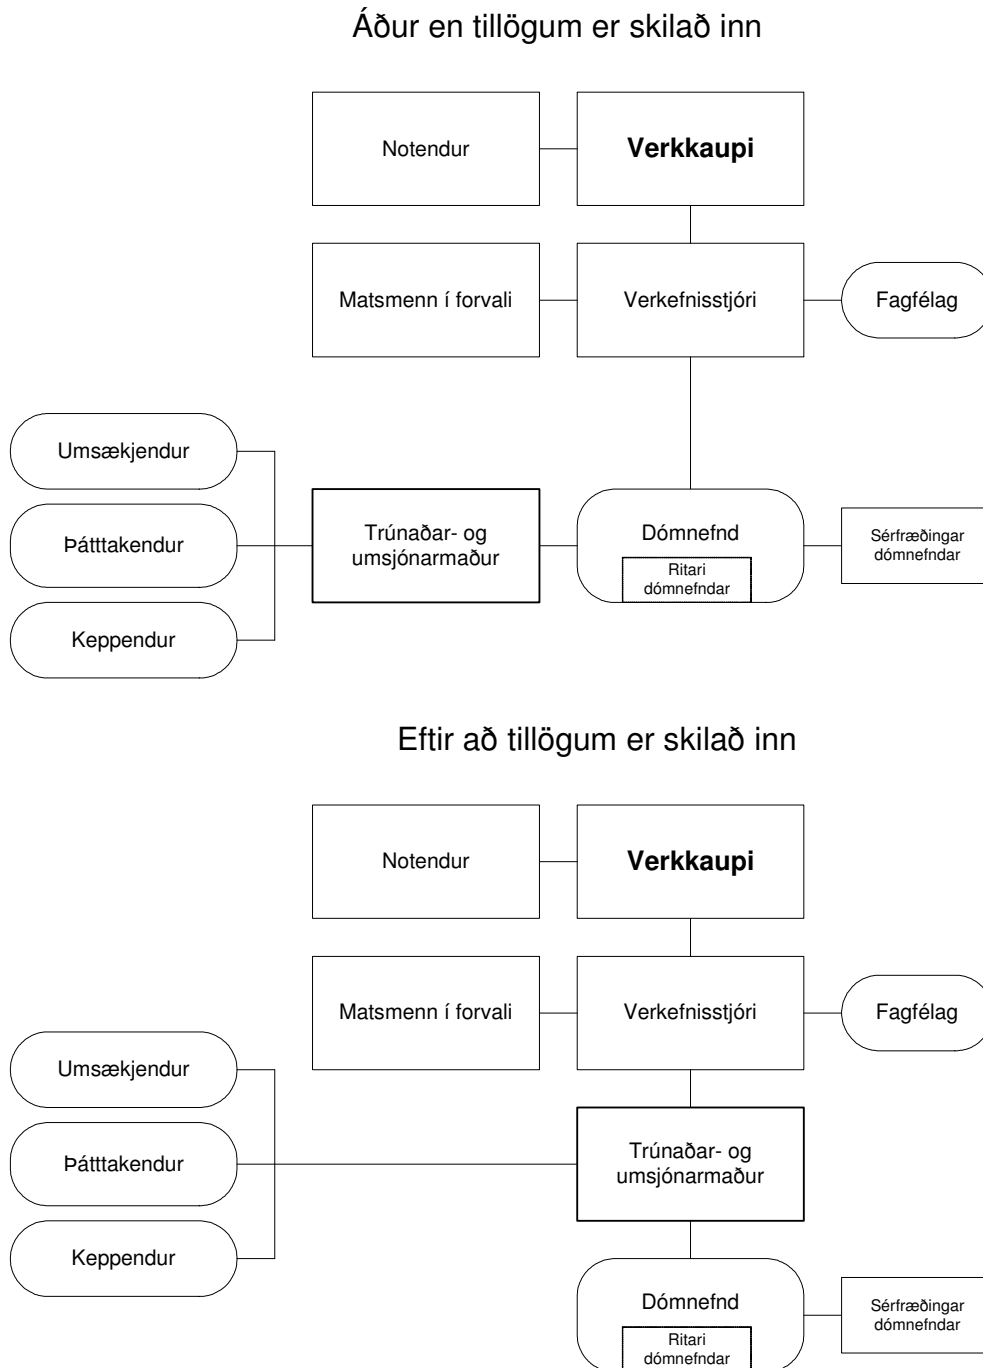 Áður en tillögum er skilað inn
Notendur
Verkkaupi
Matsmenn í forvali
Verkefnisstjóri
Fagfélag
Umsækjendur
Þátttakendur
Keppendur
Trúnaðar- og
umsjónarmaður
Dómnefnd
Ritari
dómnefndar
Sérfræðingar
dómnefndar
Eftir að tillögum er skilað inn
Notendur
Verkkaupi
Matsmenn í forvali
Verkefnisstjóri
Fagfélag
Umsækjendur
Þátttakendur
Keppendur
Trúnaðar- og
umsjónarmaður
Dómnefnd
Ritari
dómnefndar
Sérfræðingar
dómnefndar